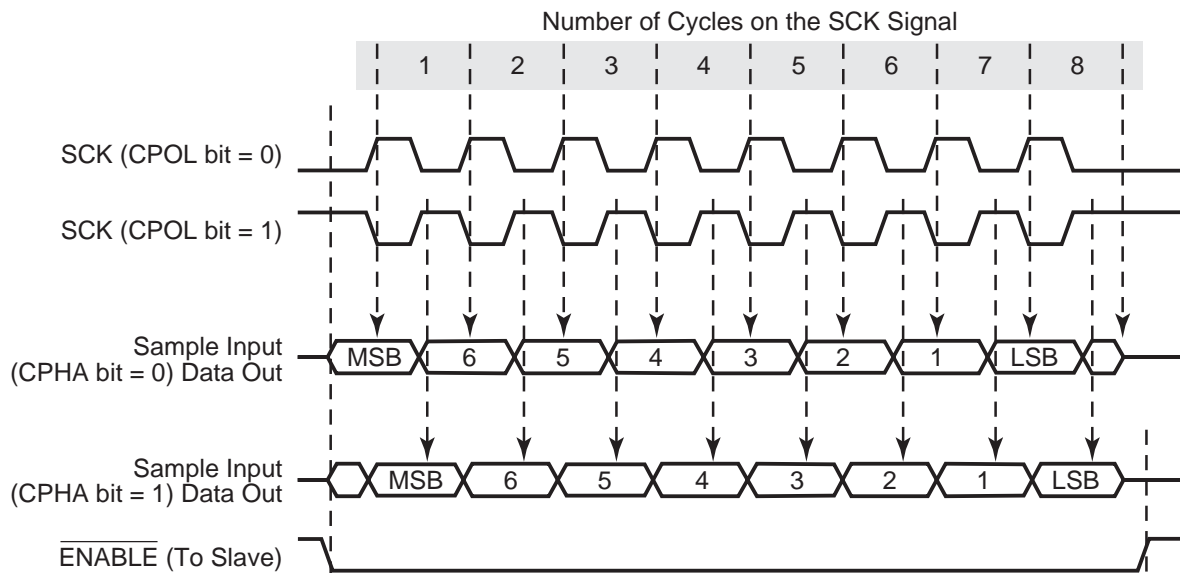 Number of Cycles on the SCK Signal
1 2 3 4 5 6 7 8
SCK (CPOL bit = 0)
SCK (CPOL bit = 1)
Sample Input
(CPHA bit = 0) Data Out
MSB 6 5 4 3 2 1 LSB
Sample Input
(CPHA bit = 1) Data Out
MSB 6 5 4 3 2 1 LSB
ENABLE (To Slave)